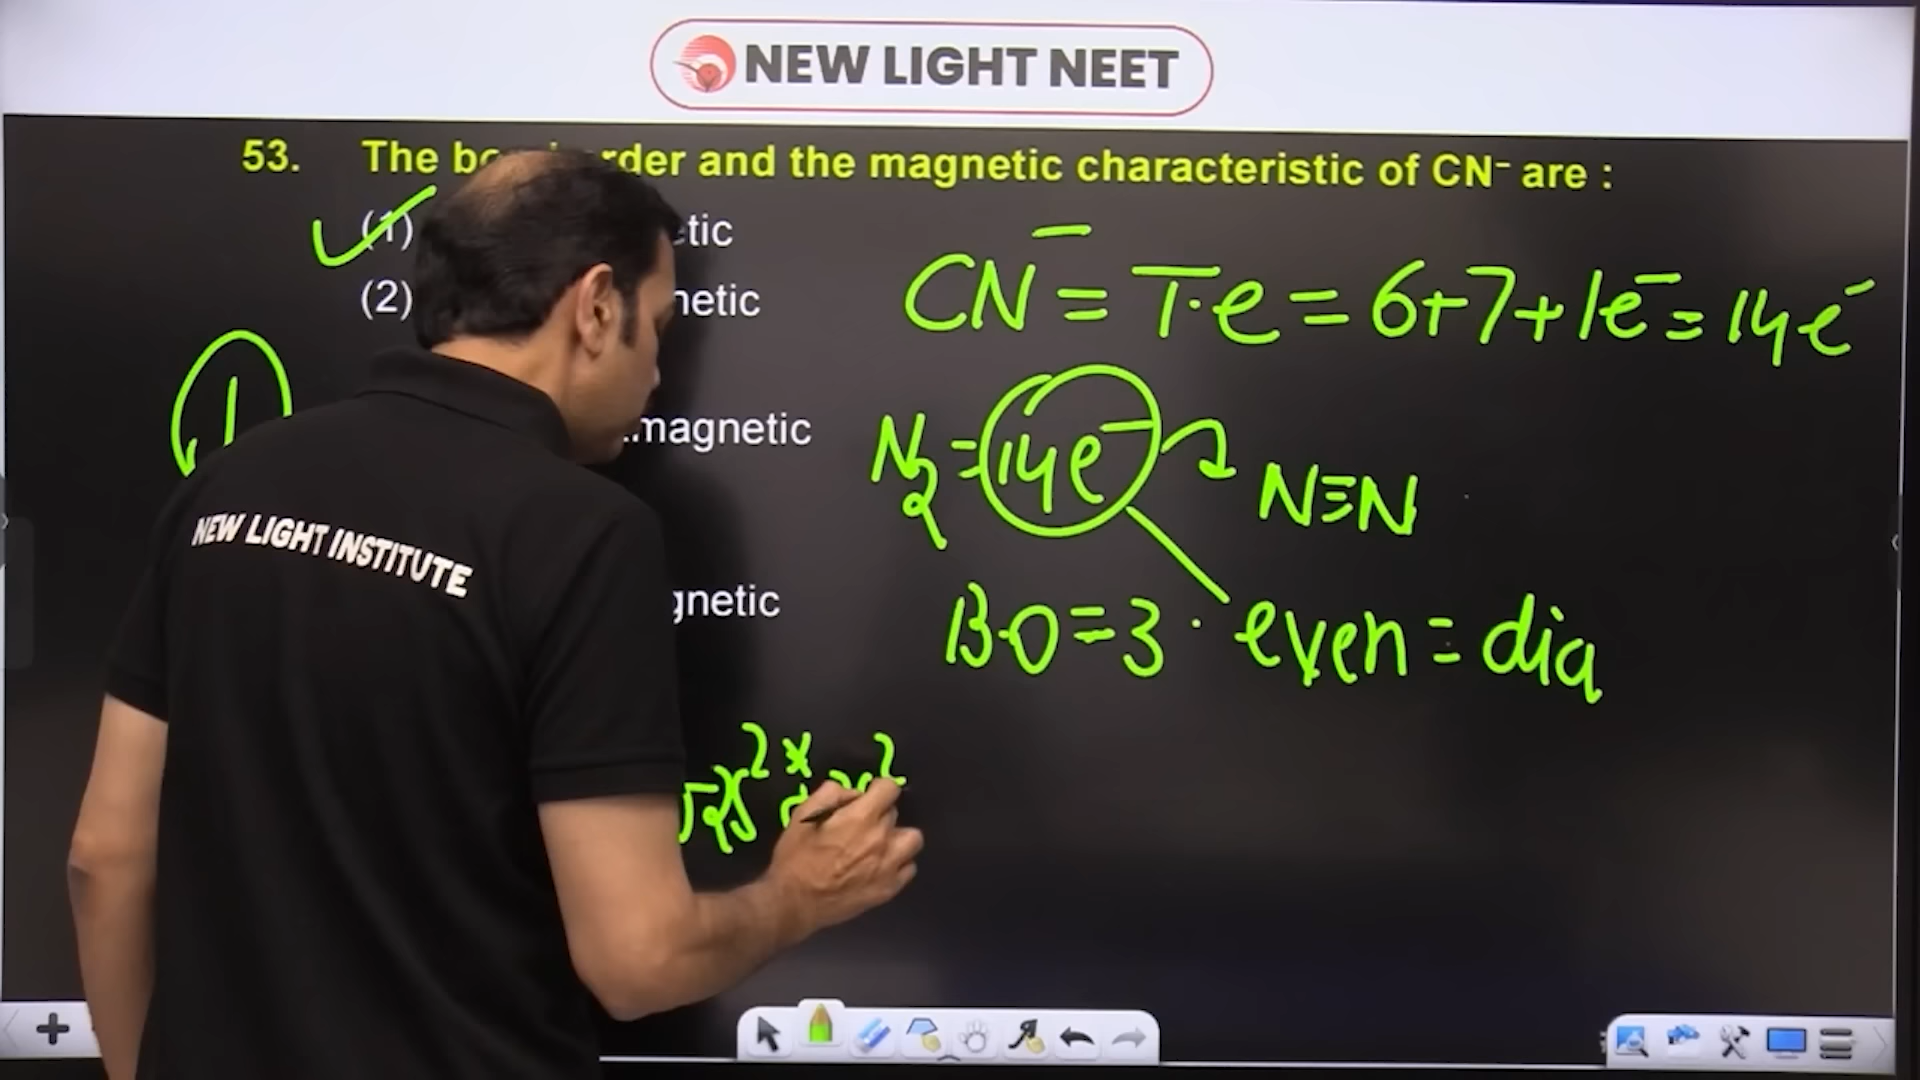 NEW LIGHT NEET
53. The bo rder and the magnetic characteristic of CN⁻ are :
(1) etic
(2) netic
magnetic
gnetic
CN⁻ = T.e = 6+7+1e⁻ = 14e⁻
N₂ = 14e⁻
N≡N
B.O = 3 . even = dia
NEW LIGHT INSTITUTE